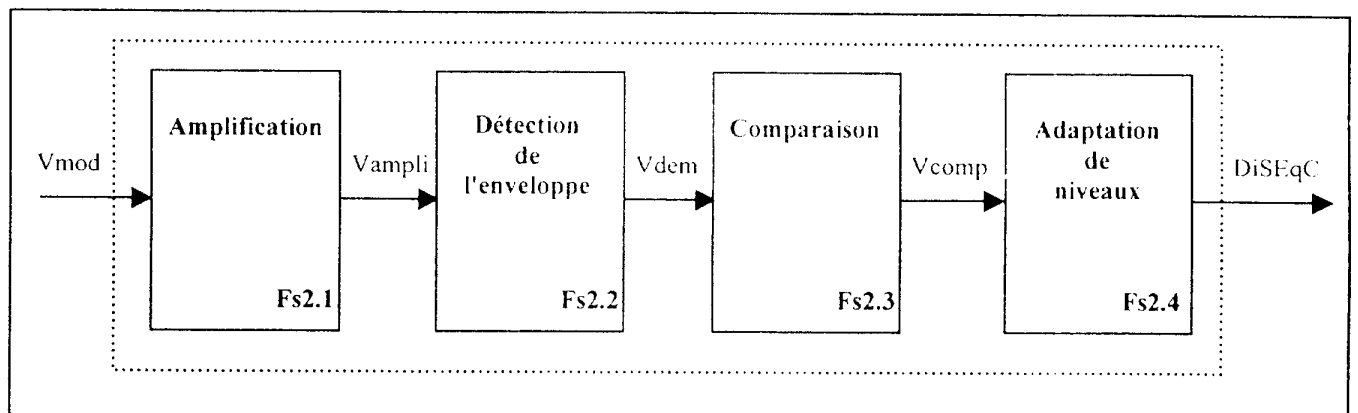 Vmod
Amplification
Fs2.1
Vampli
Détection
de
l'enveloppe
Fs2.2
Vdem
Comparaison
Fs2.3
Vcomp
Adaptation
de
niveaux
Fs2.4
DiSEqC